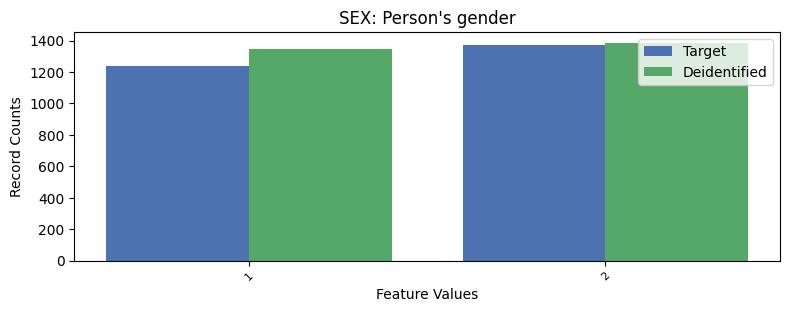 SEX: Person's gender
Target
Deidentified
Record Counts
1400
1200
1000
800
600
400
200
0
1
2
Feature Values